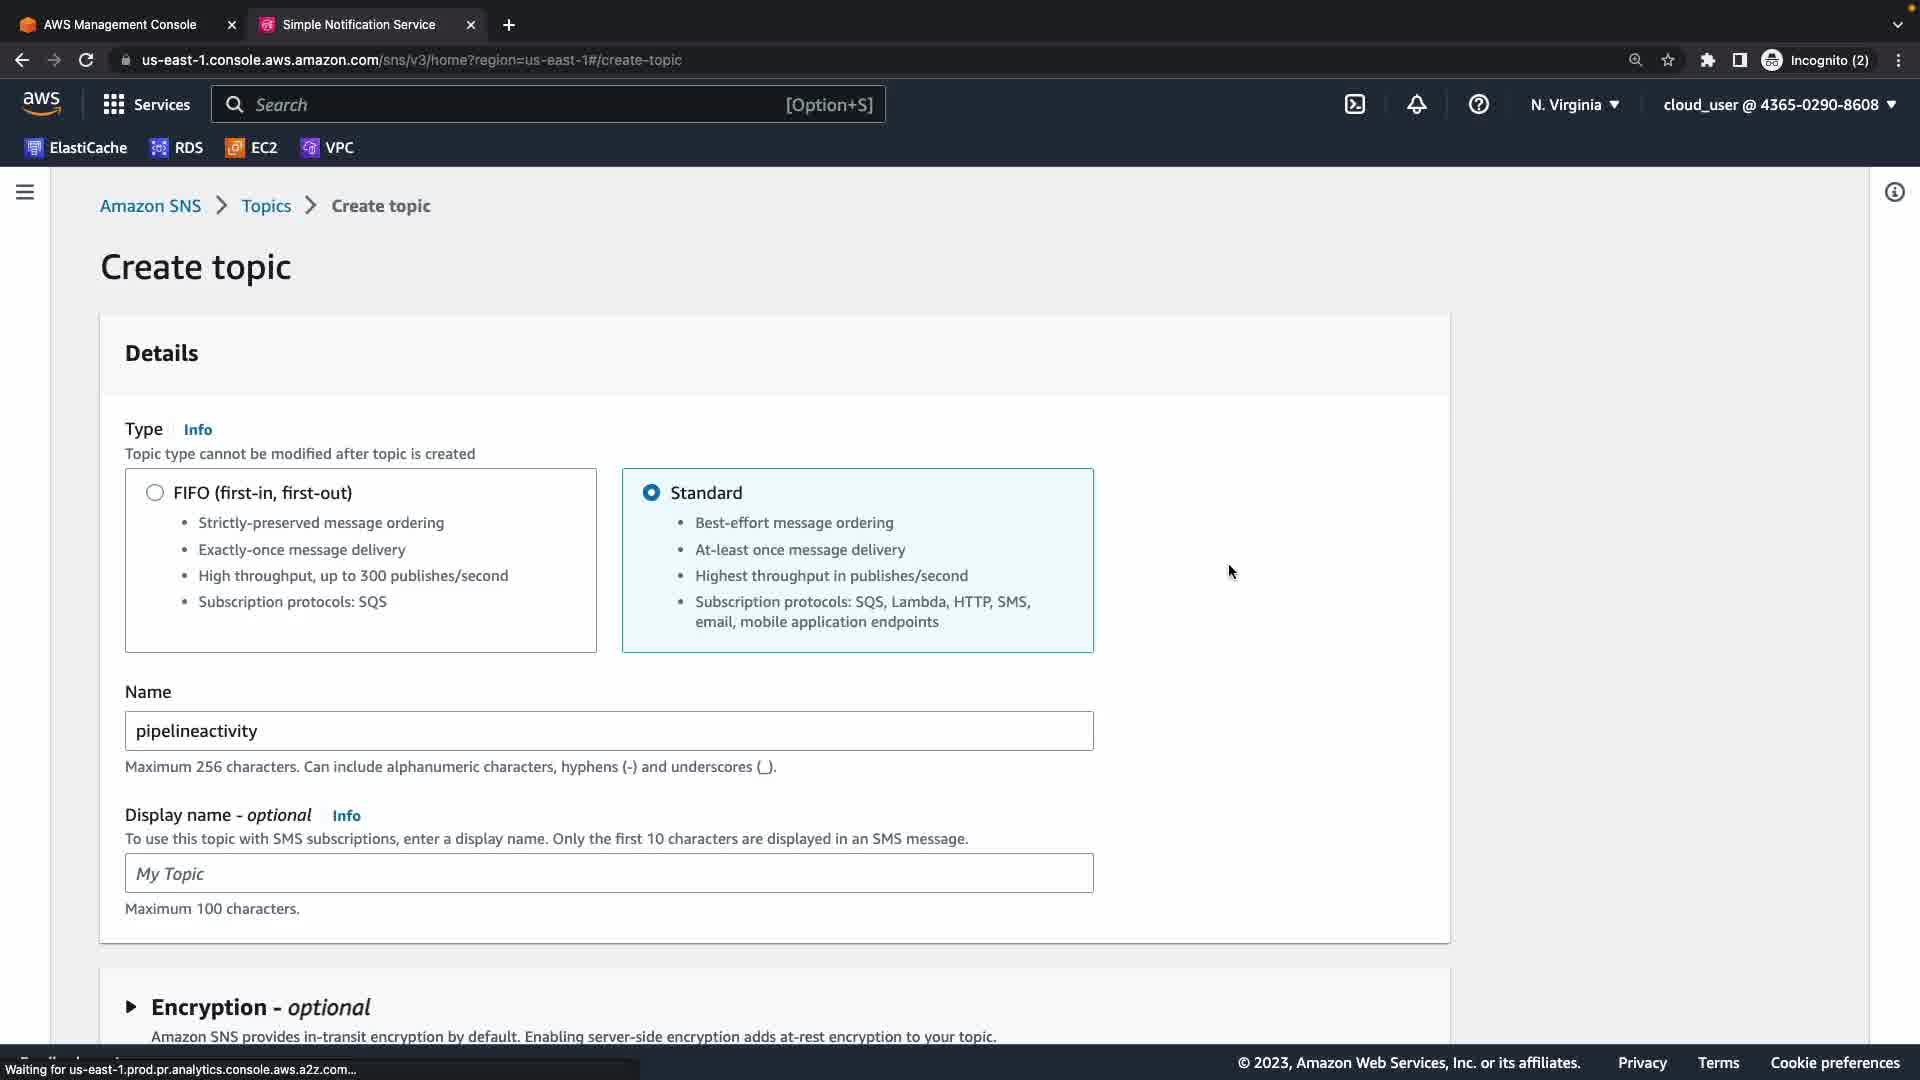 AWS Management Console
Simple Notification Service
us-east-1.console.aws.amazon.com/sns/v3/home?region=us-east-1#/create-topic
Incognito (2)
aws
Services
Search
[Option+S]
N. Virginia
cloud_user @ 4365-0290-8608
ElastiCache
RDS
EC2
VPC
Amazon SNS
Topics
Create topic
Create topic
Details
Type
Info
Topic type cannot be modified after topic is created
FIFO (first-in, first-out)
• Strictly-preserved message ordering
• Exactly-once message delivery
• High throughput, up to 300 publishes/second
• Subscription protocols: SQS
Standard
• Best-effort message ordering
• At-least once message delivery
• Highest throughput in publishes/second
• Subscription protocols: SQS, Lambda, HTTP, SMS,
email, mobile application endpoints
Name
pipelineactivity
Maximum 256 characters. Can include alphanumeric characters, hyphens (-) and underscores (_).
Display name - optional
Info
To use this topic with SMS subscriptions, enter a display name. Only the first 10 characters are displayed in an SMS message.
My Topic
Maximum 100 characters.
Encryption - optional
Amazon SNS provides in-transit encryption by default. Enabling server-side encryption adds at-rest encryption to your topic.
© 2023, Amazon Web Services, Inc. or its affiliates.
Privacy
Terms
Cookie preferences
Waiting for us-east-1.prod.pr.analytics.console.aws.a2z.com...